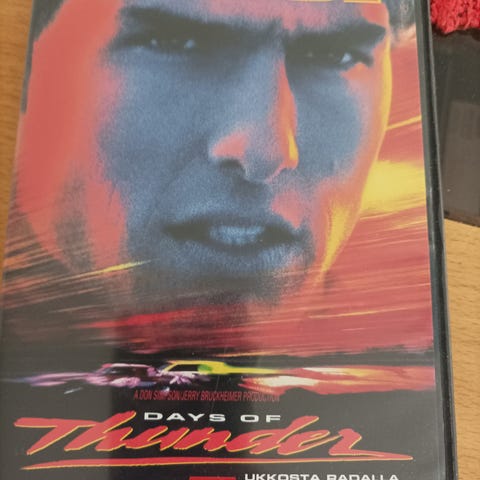 A DON SIMPSON/JERRY BRUCKHEIMER PRODUCTION
DAYS OF
Thunder
UKKOSTA RADALLA